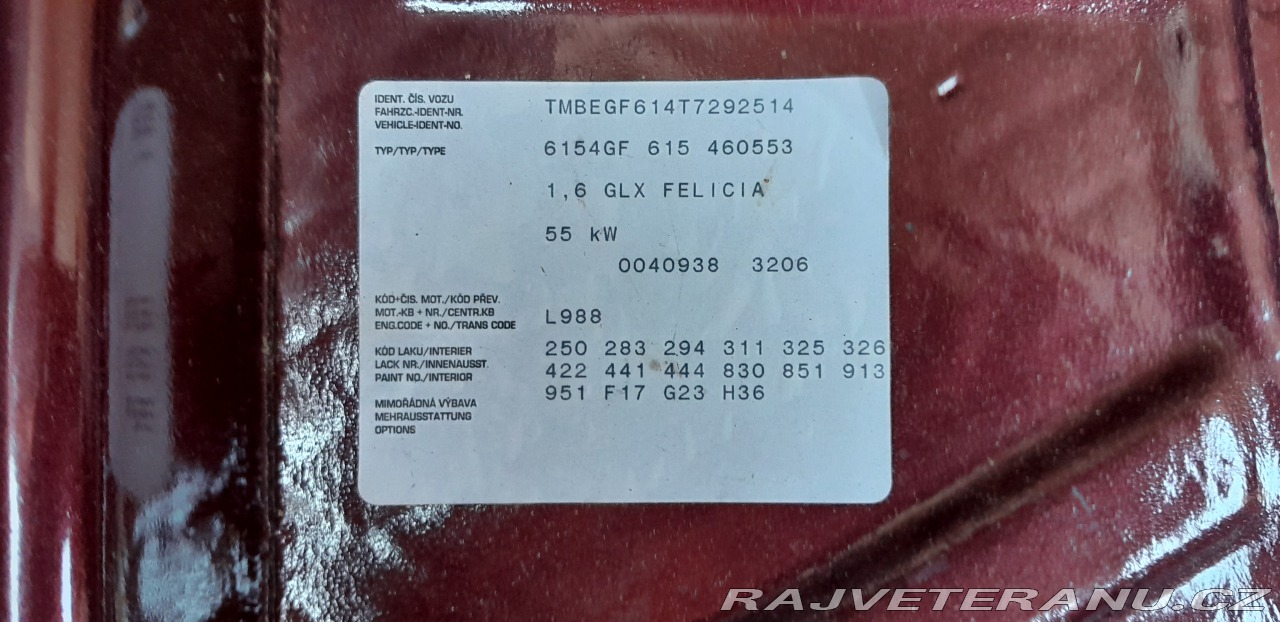 IDENT. ČÍS. VOZU
FAHRZG.-IDENT-NR.
VEHICLE-IDENT-NO.
TMBEGF614T7292514
TYP/TYP/TYPE
6154GF 615 460553
1,6 GLX FELICIA
55 kW
0040938 3206
KÓD+ČIS. MOT./KÓD PŘEV.
MOT.-KB + NR./CENTR.KB
ENG.CODE + NO./TRANS CODE
L988
KÓD LAKU/INTERIER
LACK NR./INNENAUSST.
PAINT NO./INTERIOR
250 283 294 311 325 326
422 441 444 830 851 913
951 F17 G23 H36
MIMOŘÁDNÁ VÝBAVA
MEHRAUSSTATTUNG
OPTIONS
RAJVETERANU.CZ